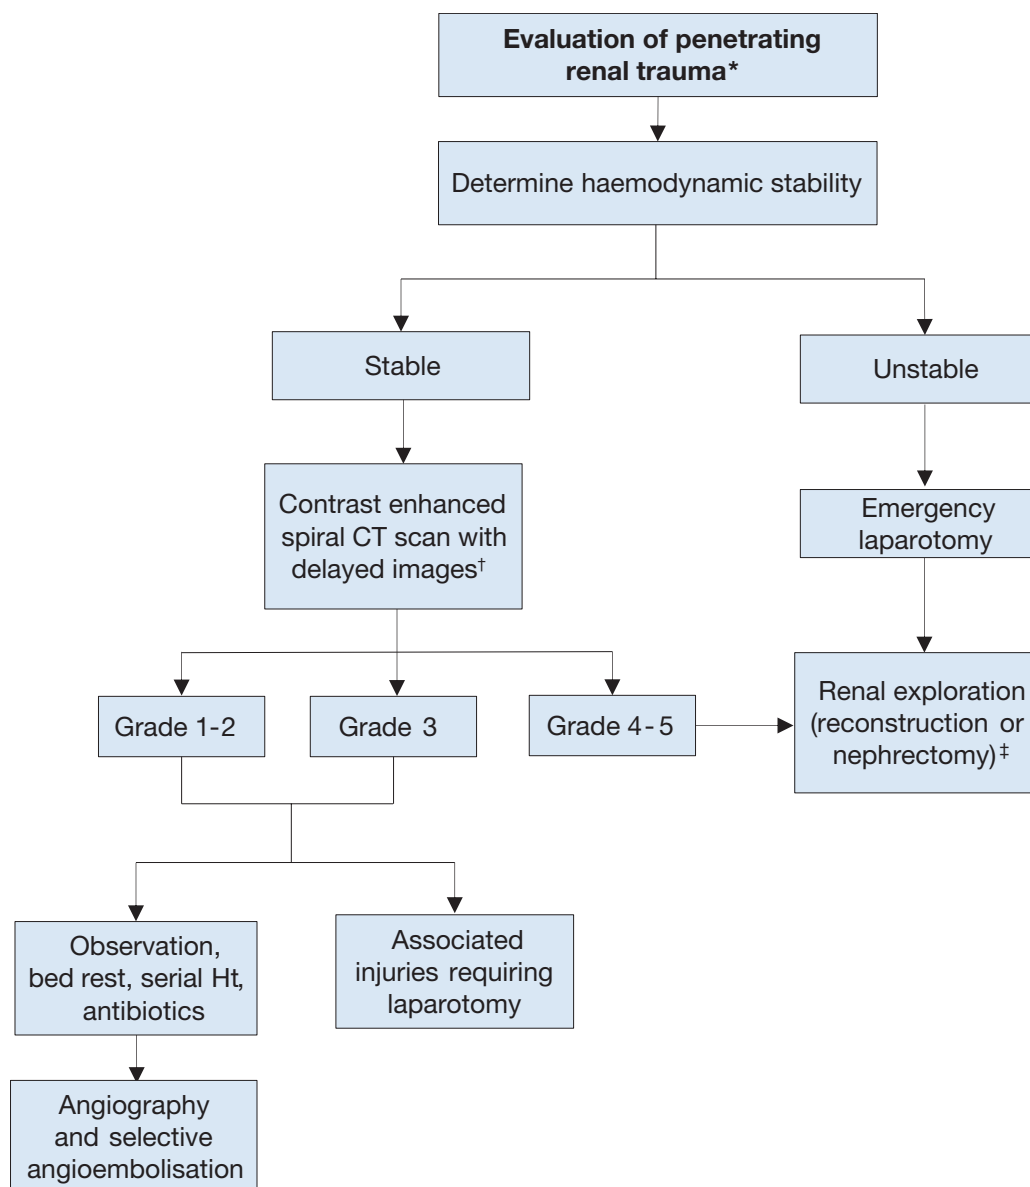 Evaluation of penetrating
renal trauma*
Determine haemodynamic stability
Stable
Unstable
Contrast enhanced
spiral CT scan with
delayed images†
Emergency
laparotomy
Grade 1-2
Grade 3
Grade 4-5
Renal exploration
(reconstruction or
nephrectomy)‡
Observation,
bed rest, serial Ht,
antibiotics
Associated
injuries requiring
laparotomy
Angiography
and selective
angioembolisation